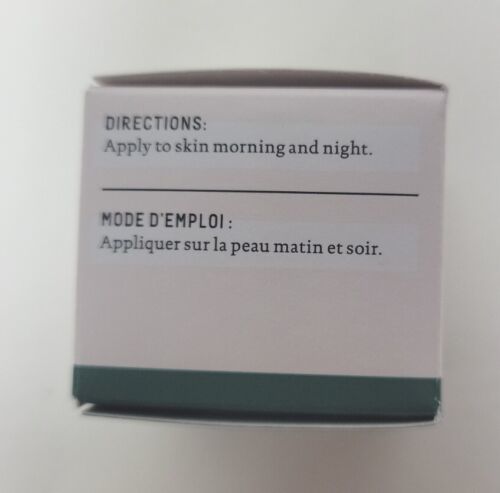 DIRECTIONS:
Apply to skin morning and night.
MODE D'EMPLOI :
Appliquer sur la peau matin et soir.